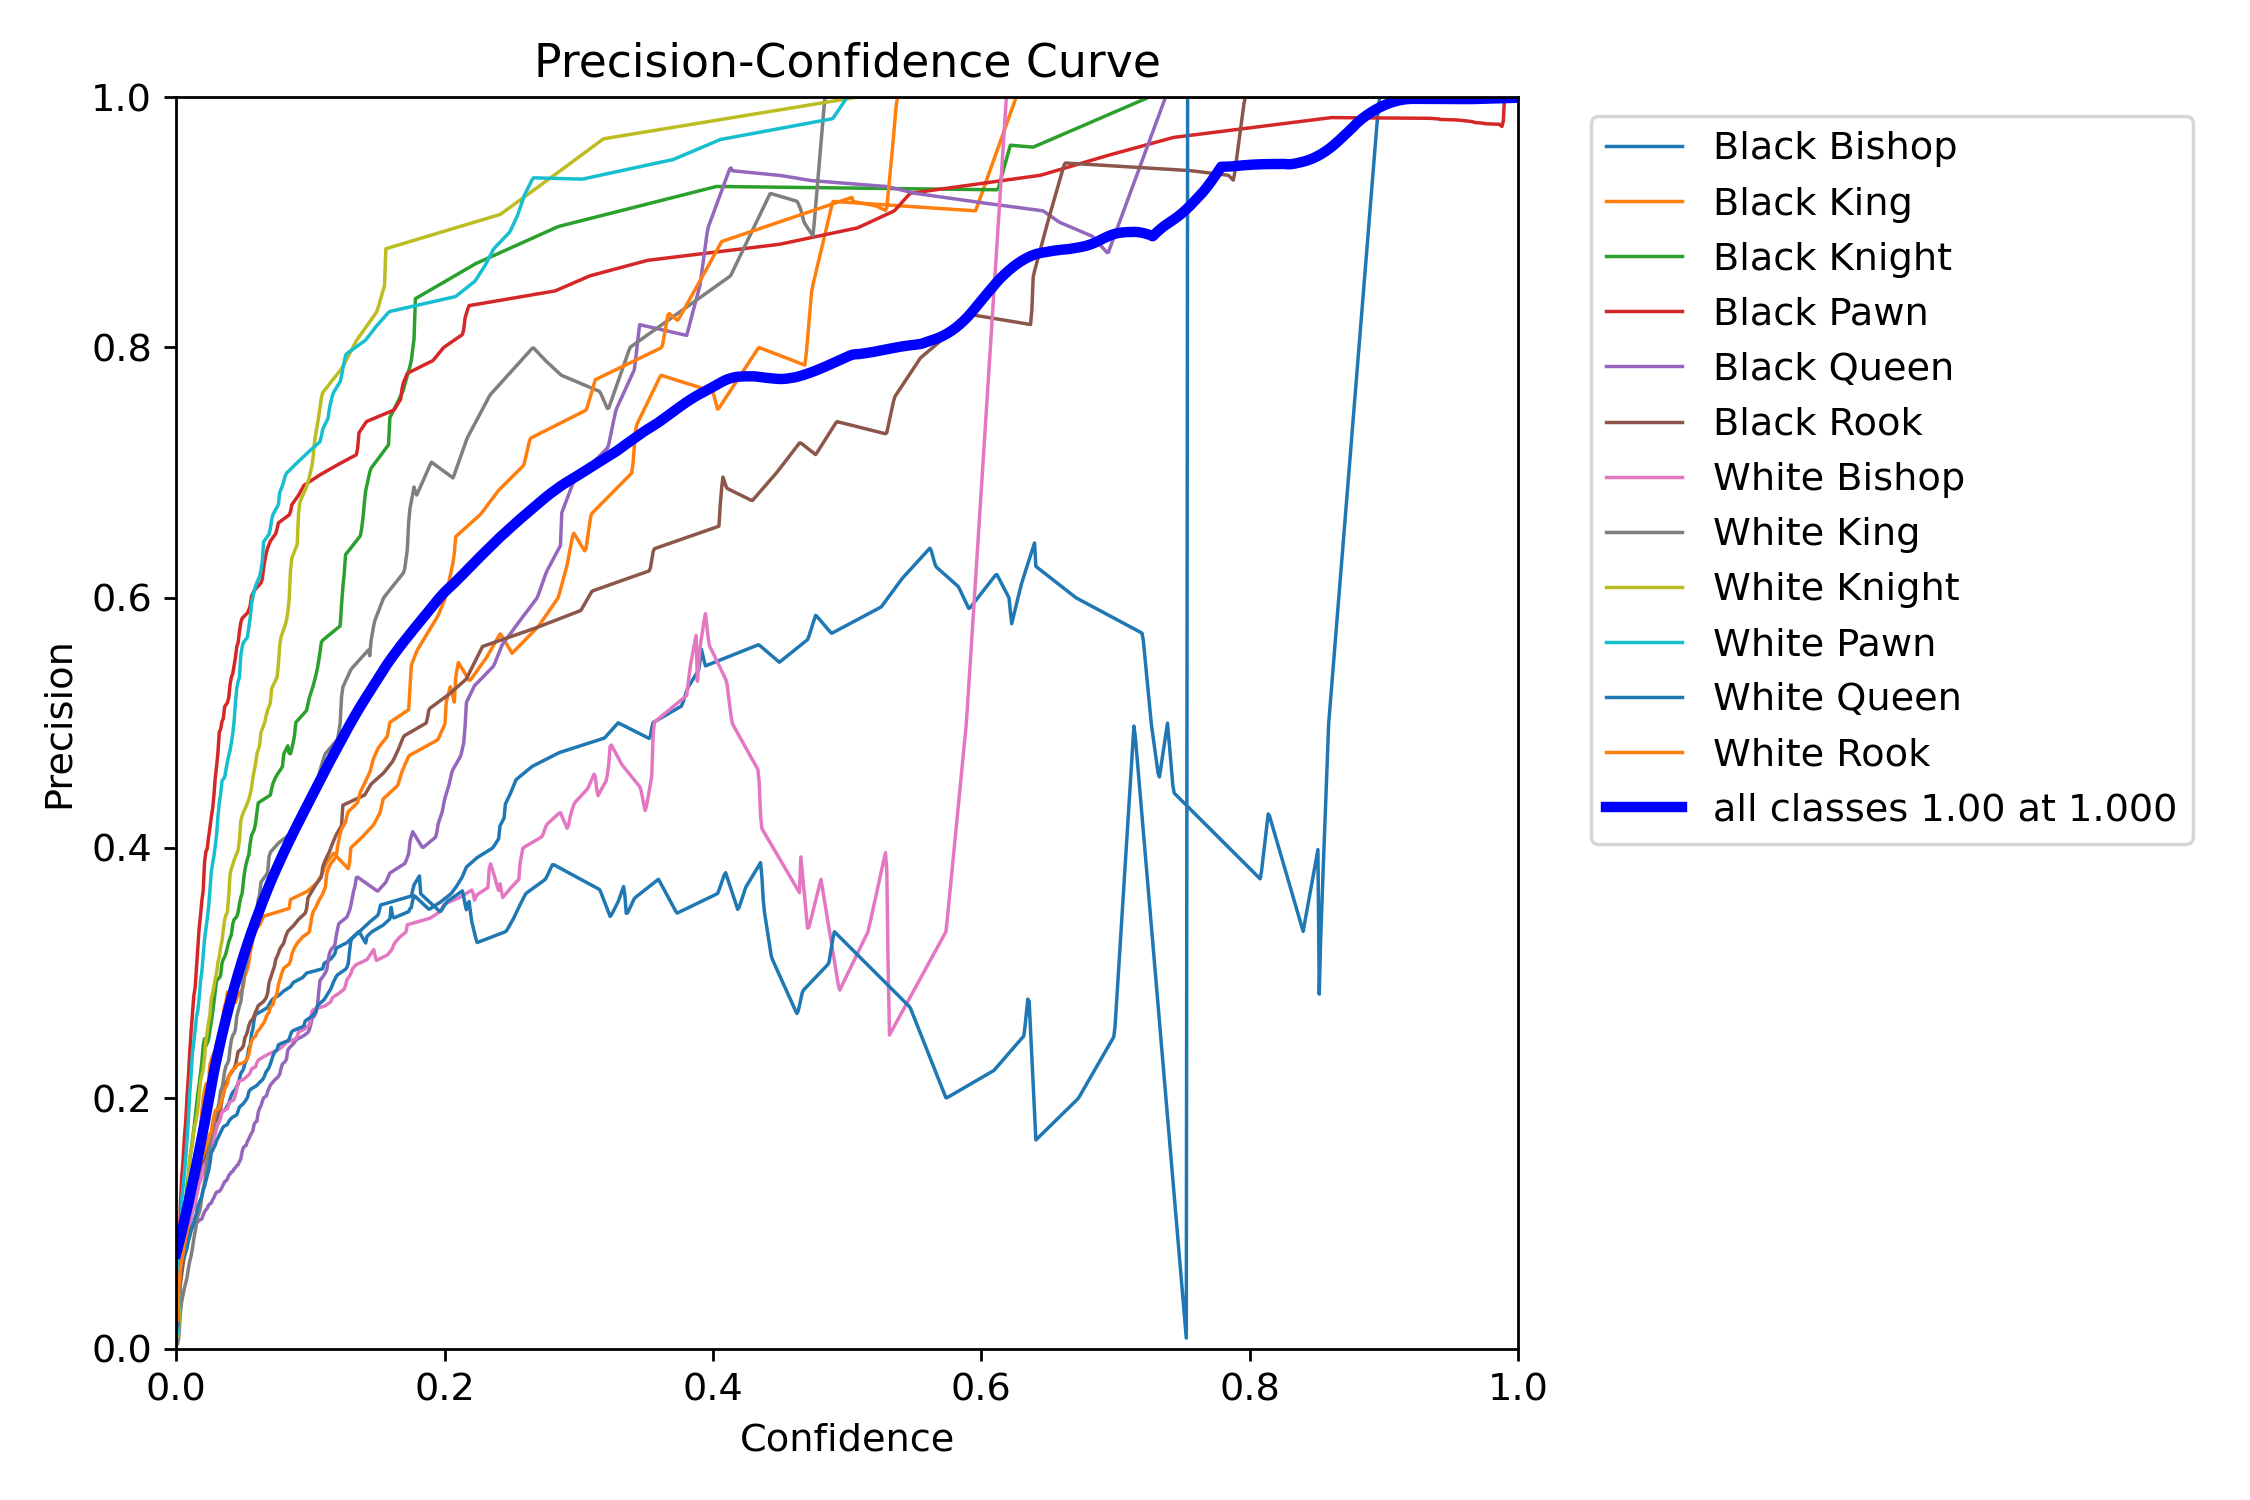 Precision-Confidence Curve
1.0
0.8
0.6
0.4
0.2
0.0
Precision
0.0 0.2 0.4 0.6 0.8 1.0
Confidence
Black Bishop
Black King
Black Knight
Black Pawn
Black Queen
Black Rook
White Bishop
White King
White Knight
White Pawn
White Queen
White Rook
all classes 1.00 at 1.000